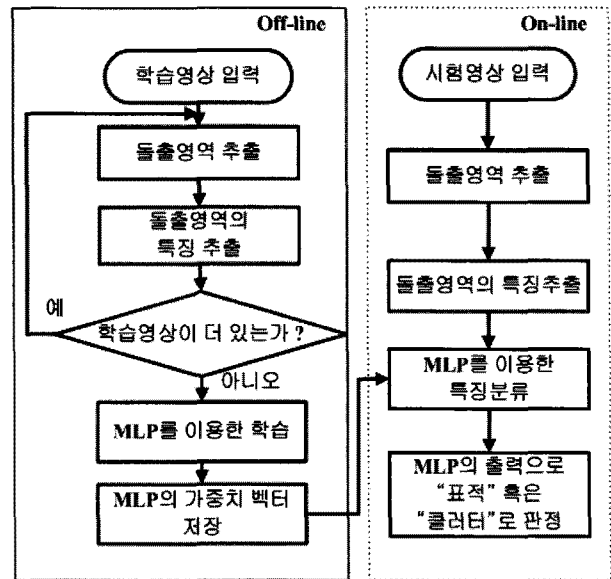 Off-line
학습영상 입력
돌출영역 추출
돌출영역의
특징 추출
예
학습영상이 더 있는가 ?
아니오
MLP를 이용한 학습
MLP의 가중치 벡터
저장
On-line
시험영상 입력
돌출영역 추출
돌출영역의 특징추출
MLP를 이용한
특징분류
MLP의 출력으로
“표적” 혹은
“클러터”로 판정